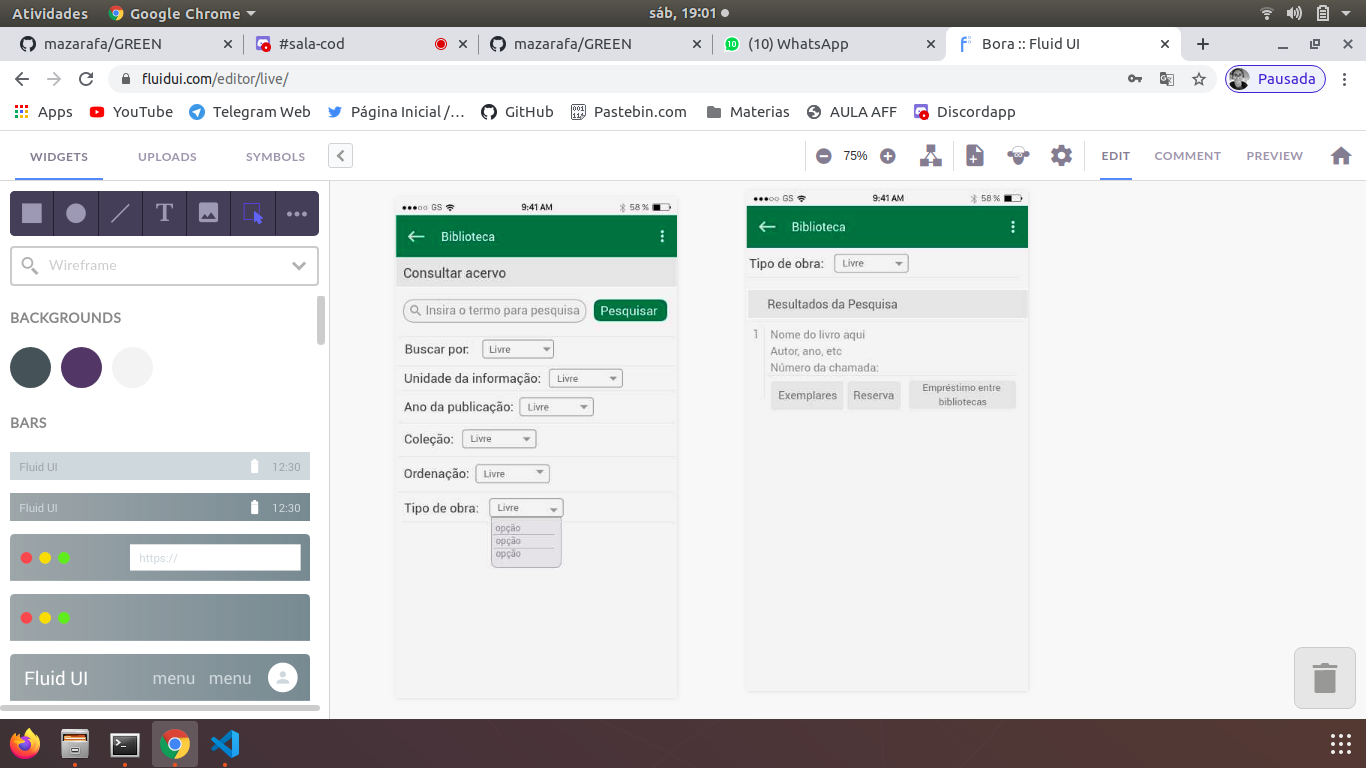 Atividades Google Chrome sáb, 19:01
mazarafa/GREEN #sala-cod mazarafa/GREEN (10) WhatsApp Bora :: Fluid UI
fluidui.com/editor/live/ Pausada
Apps YouTube Telegram Web Página Inicial /… GitHub Pastebin.com Materias AULA AFF Discordapp
WIDGETS UPLOADS SYMBOLS 75% EDIT COMMENT PREVIEW
T
Wireframe
BACKGROUNDS
BARS
Fluid UI 12:30
Fluid UI 12:30
https://
Fluid UI menu menu
GS 9:41 AM 58 %
Biblioteca
Consultar acervo
Insira o termo para pesquisa Pesquisar
Buscar por: Livre
Unidade da informação: Livre
Ano da publicação: Livre
Coleção: Livre
Ordenação: Livre
Tipo de obra: Livre
opção
opção
opção
GS 9:41 AM 58 %
Biblioteca
Tipo de obra: Livre
Resultados da Pesquisa
1 Nome do livro aqui
Autor, ano, etc
Número da chamada:
Exemplares Reserva Empréstimo entre
bibliotecas